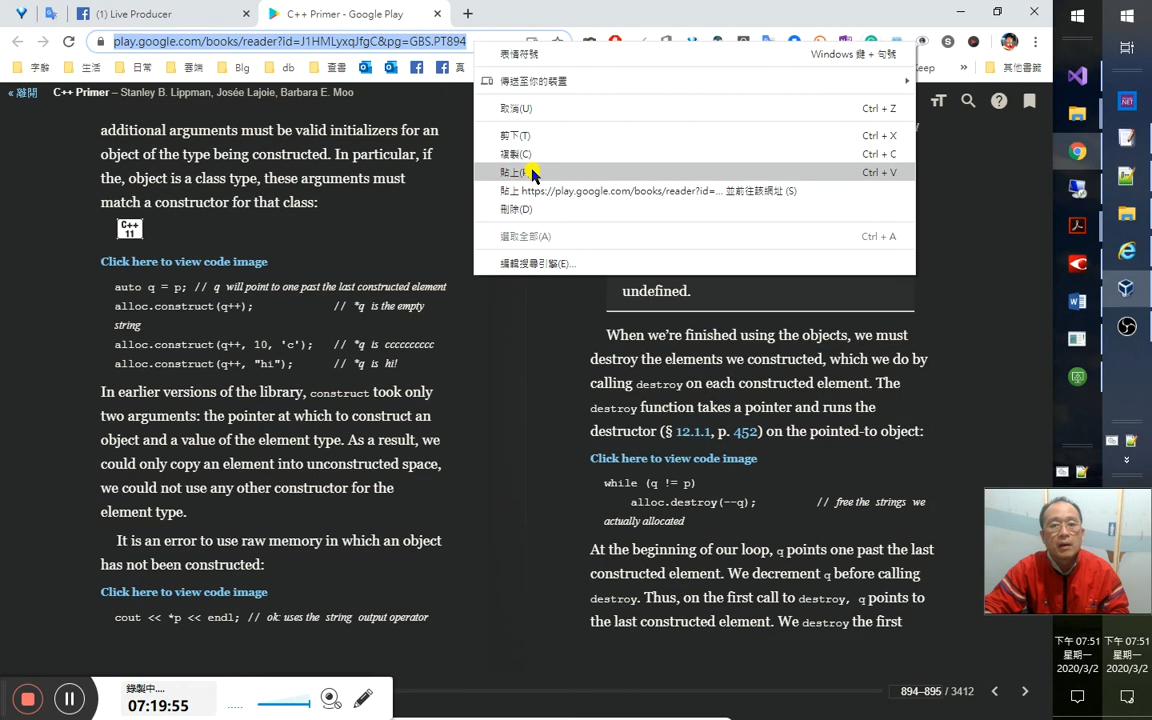 (1) Live Producer
C++ Primer - Google Play
play.google.com/books/reader?id=J1HMLyxqJfgC&pg=GBS.PT894
字辭
生活
日常
雲端
Blg
db
查書
真
Keep
»
其他書籤
« 離開
C++ Primer – Stanley B. Lippman, Josée Lajoie, Barbara E. Moo
表情符號 Windows 鍵 + 句號
傳送至你的裝置
取消(U) Ctrl + Z
剪下(T) Ctrl + X
複製(C) Ctrl + C
貼上(P) Ctrl + V
貼上 https://play.google.com/books/reader?id=... 並前往該網址 (S)
刪除(D)
選取全部(A) Ctrl + A
編輯搜尋引擎(E)...
additional arguments must be valid initializers for an
object of the type being constructed. In particular, if
the, object is a class type, these arguments must
match a constructor for that class:
C++
11
Click here to view code image
auto q = p; // q will point to one past the last constructed element
alloc.construct(q++); // *q is the empty
string
alloc.construct(q++, 10, 'c'); // *q is cccccccccc
alloc.construct(q++, "hi"); // *q is hi!
In earlier versions of the library, construct took only
two arguments: the pointer at which to construct an
object and a value of the element type. As a result, we
could only copy an element into unconstructed space,
we could not use any other constructor for the
element type.
It is an error to use raw memory in which an object
has not been constructed:
Click here to view code image
cout << *p << endl; // ok: uses the string output operator
undefined.
When we're finished using the objects, we must
destroy the elements we constructed, which we do by
calling destroy on each constructed element. The
destroy function takes a pointer and runs the
destructor (§ 12.1.1, p. 452) on the pointed-to object:
Click here to view code image
while (q != p)
alloc.destroy(--q); // free the strings we
actually allocated
At the beginning of our loop, q points one past the last
constructed element. We decrement q before calling
destroy. Thus, on the first call to destroy, q points to
the last constructed element. We destroy the first
894–895 / 3412
錄製中....
07:19:55
下午 07:51
星期一
2020/3/2
下午 07:51
星期一
2020/3/2